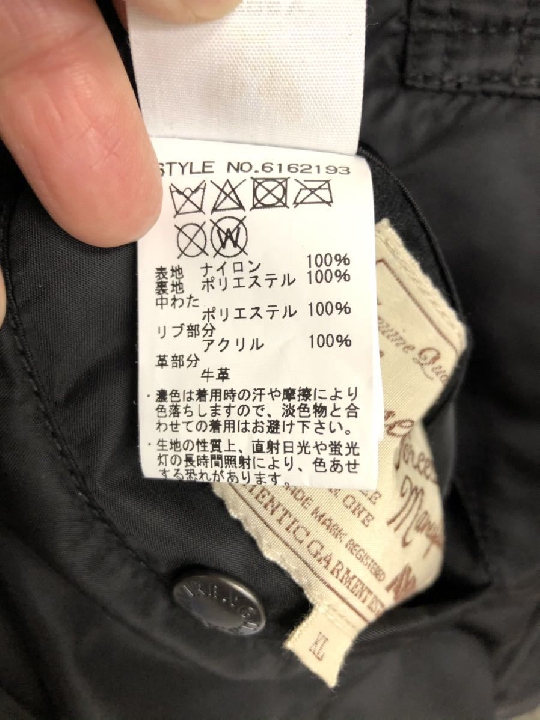 STYLE NO.6162193
W
表地 ナイロン 100%
裏地 ポリエステル 100%
中わた
ポリエステル 100%
リブ部分
アクリル 100%
革部分
牛革
・濃色は着用時の汗や摩擦により
色落ちしますので、淡色物と合
わせての着用はお避け下さい。
・生地の性質上、直射日光や蛍光
灯の長時間照射により、色あせ
する恐れがあります。
TRADE MARK REGISTERED
AUTHENTIC GARMENT
XL